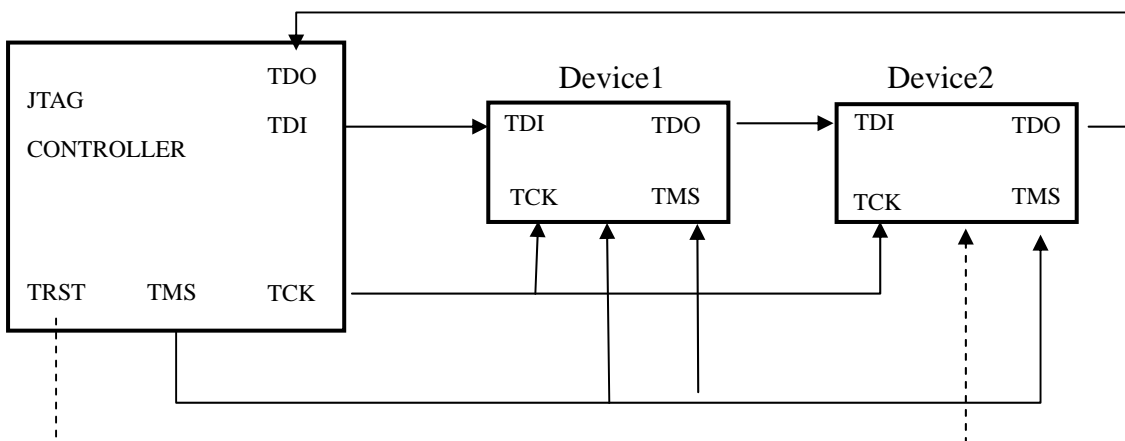 TDO
JTAG
TDI
CONTROLLER
TRST TMS TCK
Device1
TDI TDO
TCK TMS
Device2
TDI TDO
TCK TMS